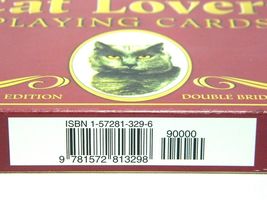 Cat Lover
PLAYING CARDS
EDITION
DOUBLE BRID
ISBN 1-57281-329-6
90000
9 781572 813298